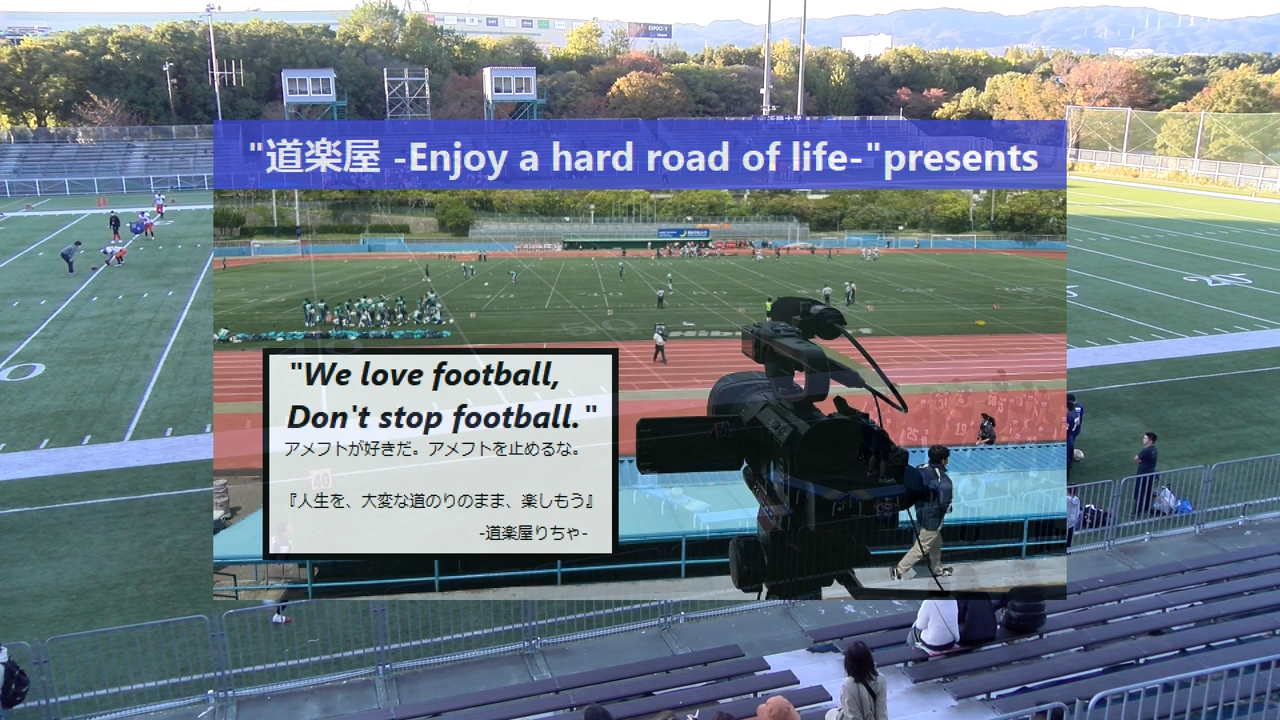 "道楽屋 -Enjoy a hard road of life-"presents
"We love football,
Don't stop football."
アメフトが好きだ。アメフトを止めるな。
40
『人生を、大変な道のりのまま、楽しもう』
-道楽屋りちゃ-